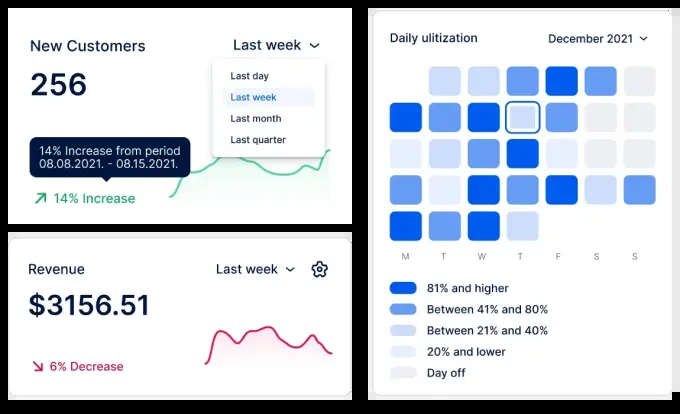 New Customers
Last week
256
Last day
Last week
Last month
Last quarter
14% Increase from period
08.08.2021. - 08.15.2021.
14% Increase
Revenue
Last week
$3156.51
6% Decrease
Daily ulitization
December 2021
M T W T F S S
81% and higher
Between 41% and 80%
Between 21% and 40%
20% and lower
Day off